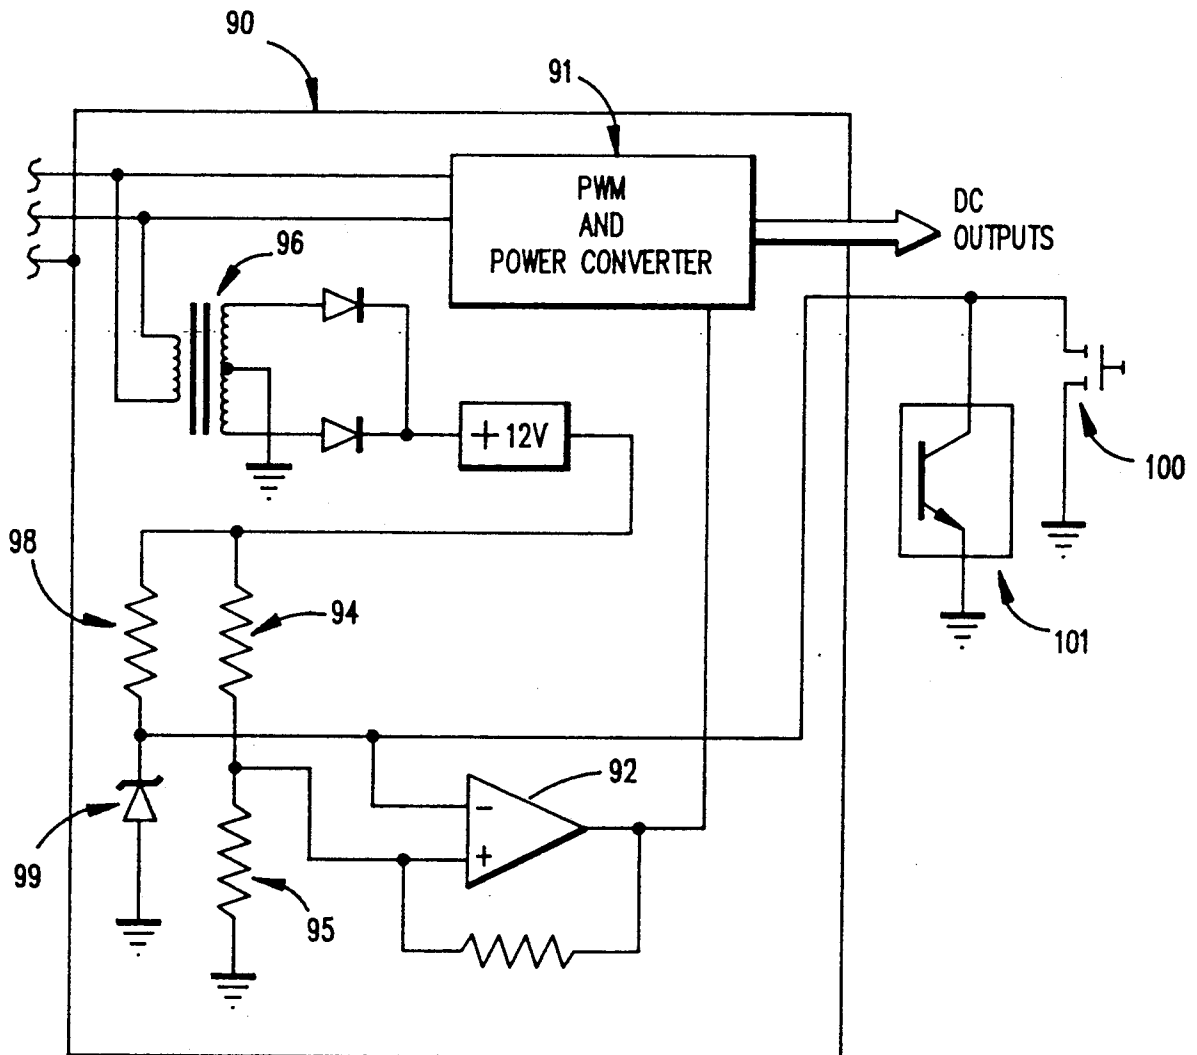 90
91
PWM
AND
POWER CONVERTER
DC
OUTPUTS
96
+ 12V
100
98
94
101
92
−
+
99
95